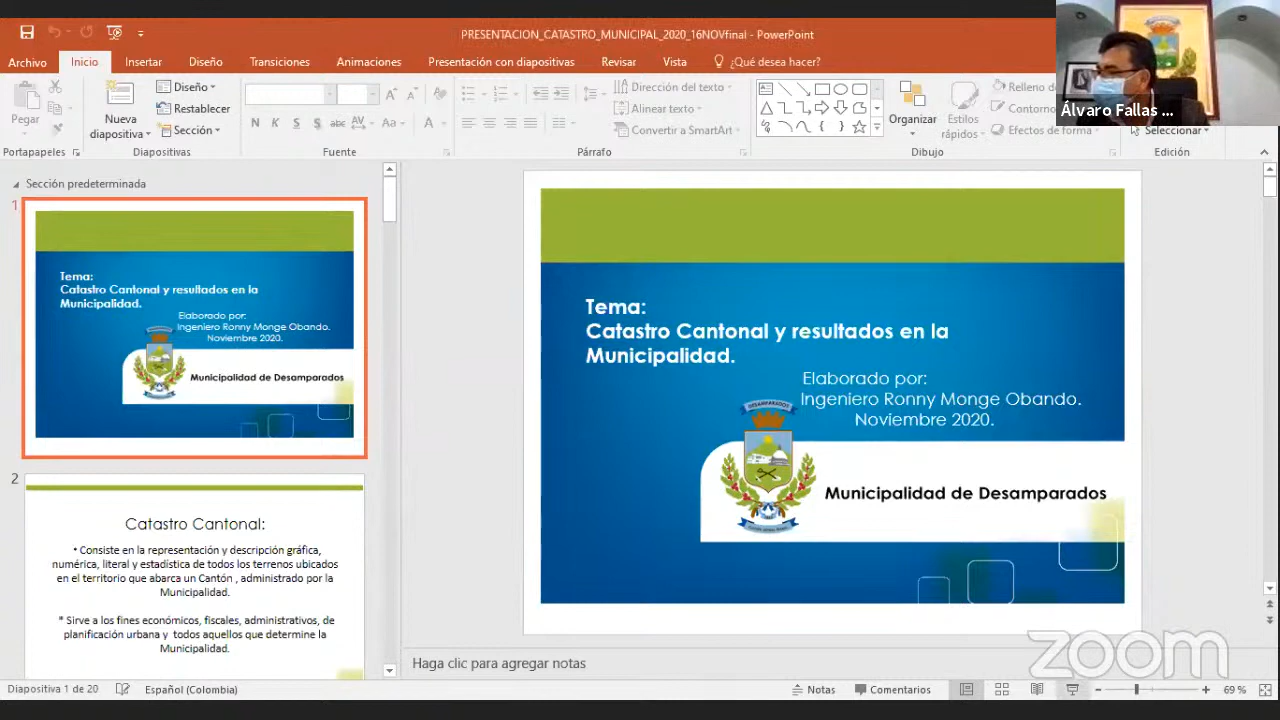 PRESENTACION_CATASTRO_MUNICIPAL_2020_16NOVfinal - PowerPoint
Archivo
Inicio
Insertar
Diseño
Transiciones
Animaciones
Presentación con diapositivas
Revisar
Vista
¿Qué desea hacer?
Álvaro Fallas ...
Pegar
Nueva
diapositiva
Diseño
Restablecer
Sección
N K S S abc AV Aa A
Dirección del texto
Alinear texto
Convertir a SmartArt
Organizar
Estilos
rápidos
Relleno de
Contorno
Efectos de forma
Seleccionar
Portapapeles
Diapositivas
Fuente
Párrafo
Dibujo
Edición
Sección predeterminada
1
Tema:
Catastro Cantonal y resultados en la
Municipalidad.
Elaborado por:
Ingeniero Ronny Monge Obando.
Noviembre 2020.
Municipalidad de Desamparados
2
Catastro Cantonal:
• Consiste en la representación y descripción gráfica,
numérica, literal y estadística de todos los terrenos ubicados
en el territorio que abarca un Cantón , administrado por la
Municipalidad.
* Sirve a los fines económicos, fiscales, administrativos, de
planificación urbana y todos aquellos que determine la
Municipalidad.
Tema:
Catastro Cantonal y resultados en la
Municipalidad.
Elaborado por:
Ingeniero Ronny Monge Obando.
Noviembre 2020.
DESAMPARADOS
Municipalidad de Desamparados
Haga clic para agregar notas
zoom
Diapositiva 1 de 20
Español (Colombia)
Notas
Comentarios
69 %